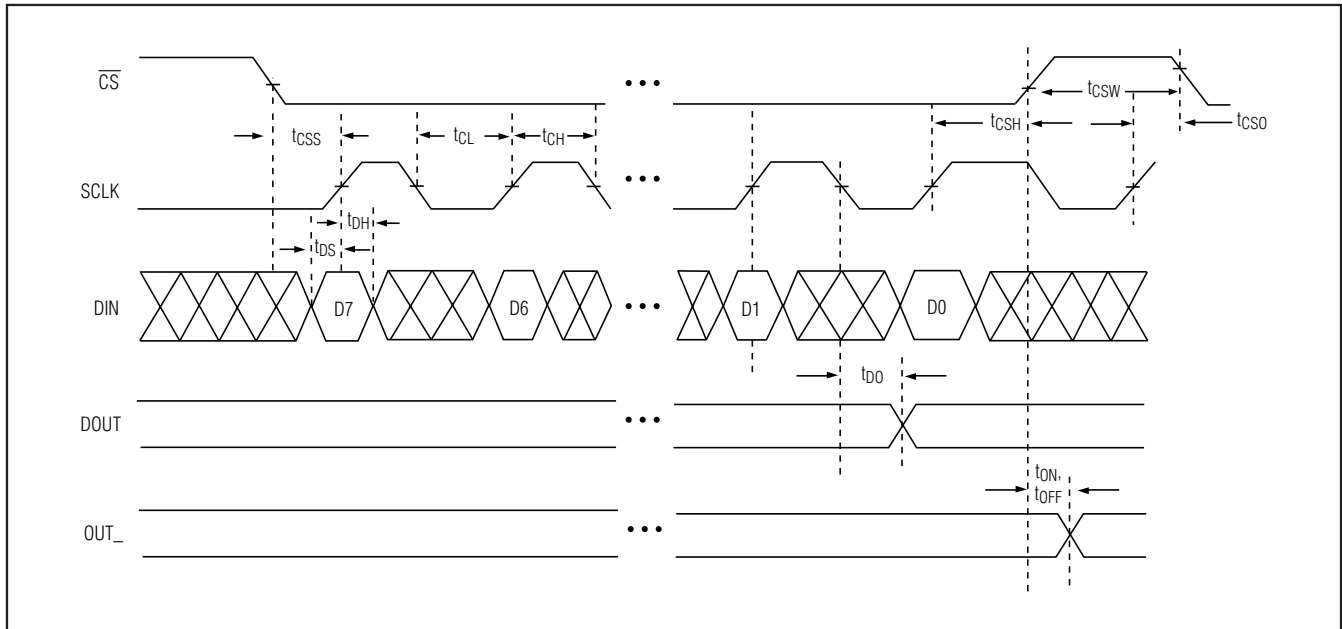 CS
tCSW
tCSS
tCL
tCH
tCSH
tCSO
SCLK
tDH
tDS
DIN
D7
D6
D1
D0
tDO
DOUT
tON,
tOFF
OUT_